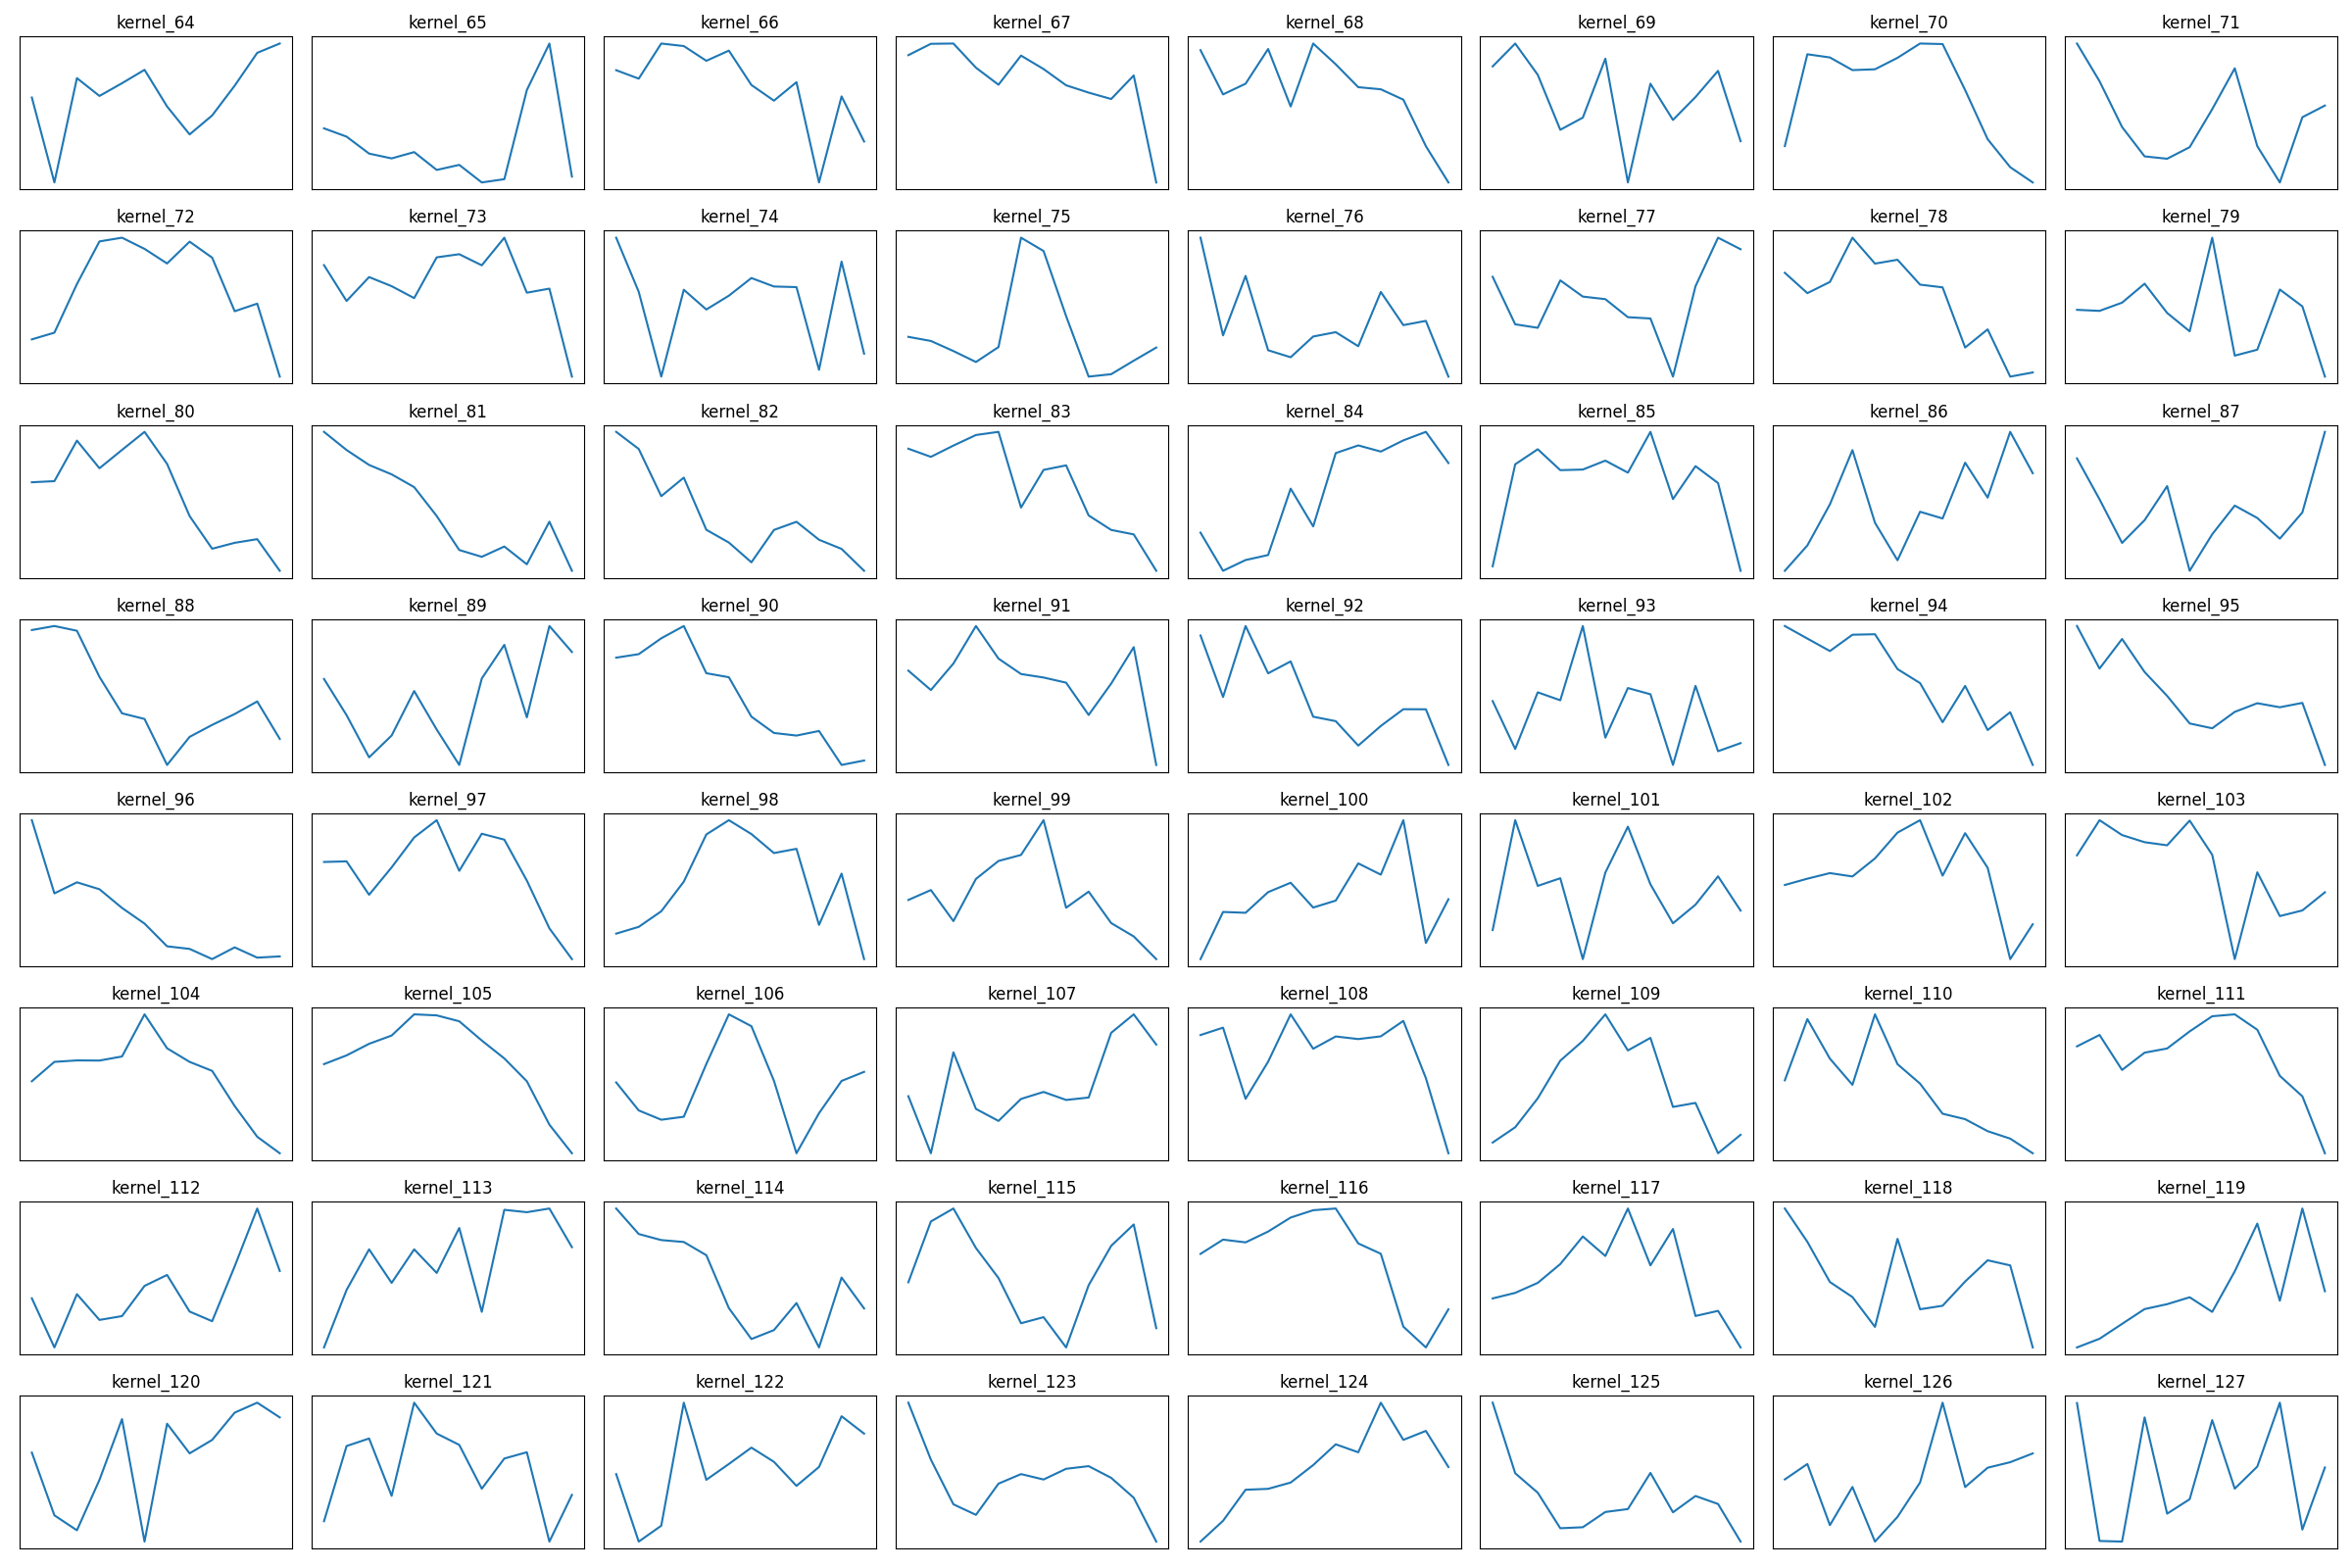 kernel_64 kernel_65 kernel_66 kernel_67 kernel_68 kernel_69 kernel_70 kernel_71
kernel_72 kernel_73 kernel_74 kernel_75 kernel_76 kernel_77 kernel_78 kernel_79
kernel_80 kernel_81 kernel_82 kernel_83 kernel_84 kernel_85 kernel_86 kernel_87
kernel_88 kernel_89 kernel_90 kernel_91 kernel_92 kernel_93 kernel_94 kernel_95
kernel_96 kernel_97 kernel_98 kernel_99 kernel_100 kernel_101 kernel_102 kernel_103
kernel_104 kernel_105 kernel_106 kernel_107 kernel_108 kernel_109 kernel_110 kernel_111
kernel_112 kernel_113 kernel_114 kernel_115 kernel_116 kernel_117 kernel_118 kernel_119
kernel_120 kernel_121 kernel_122 kernel_123 kernel_124 kernel_125 kernel_126 kernel_127